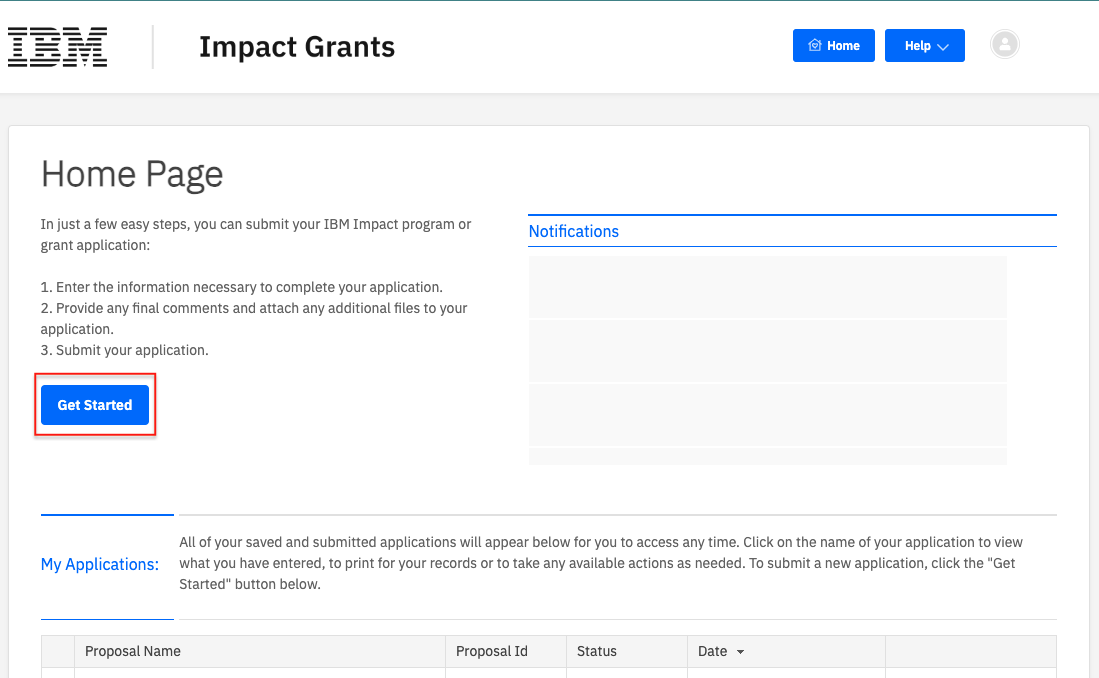 IBM
Impact Grants
Home
Help
Home Page
In just a few easy steps, you can submit your IBM Impact program or
grant application:
1. Enter the information necessary to complete your application.
2. Provide any final comments and attach any additional files to your
application.
3. Submit your application.
Get Started
Notifications
My Applications:
All of your saved and submitted applications will appear below for you to access any time. Click on the name of your application to view
what you have entered, to print for your records or to take any available actions as needed. To submit a new application, click the "Get
Started" button below.
Proposal Name
Proposal Id
Status
Date